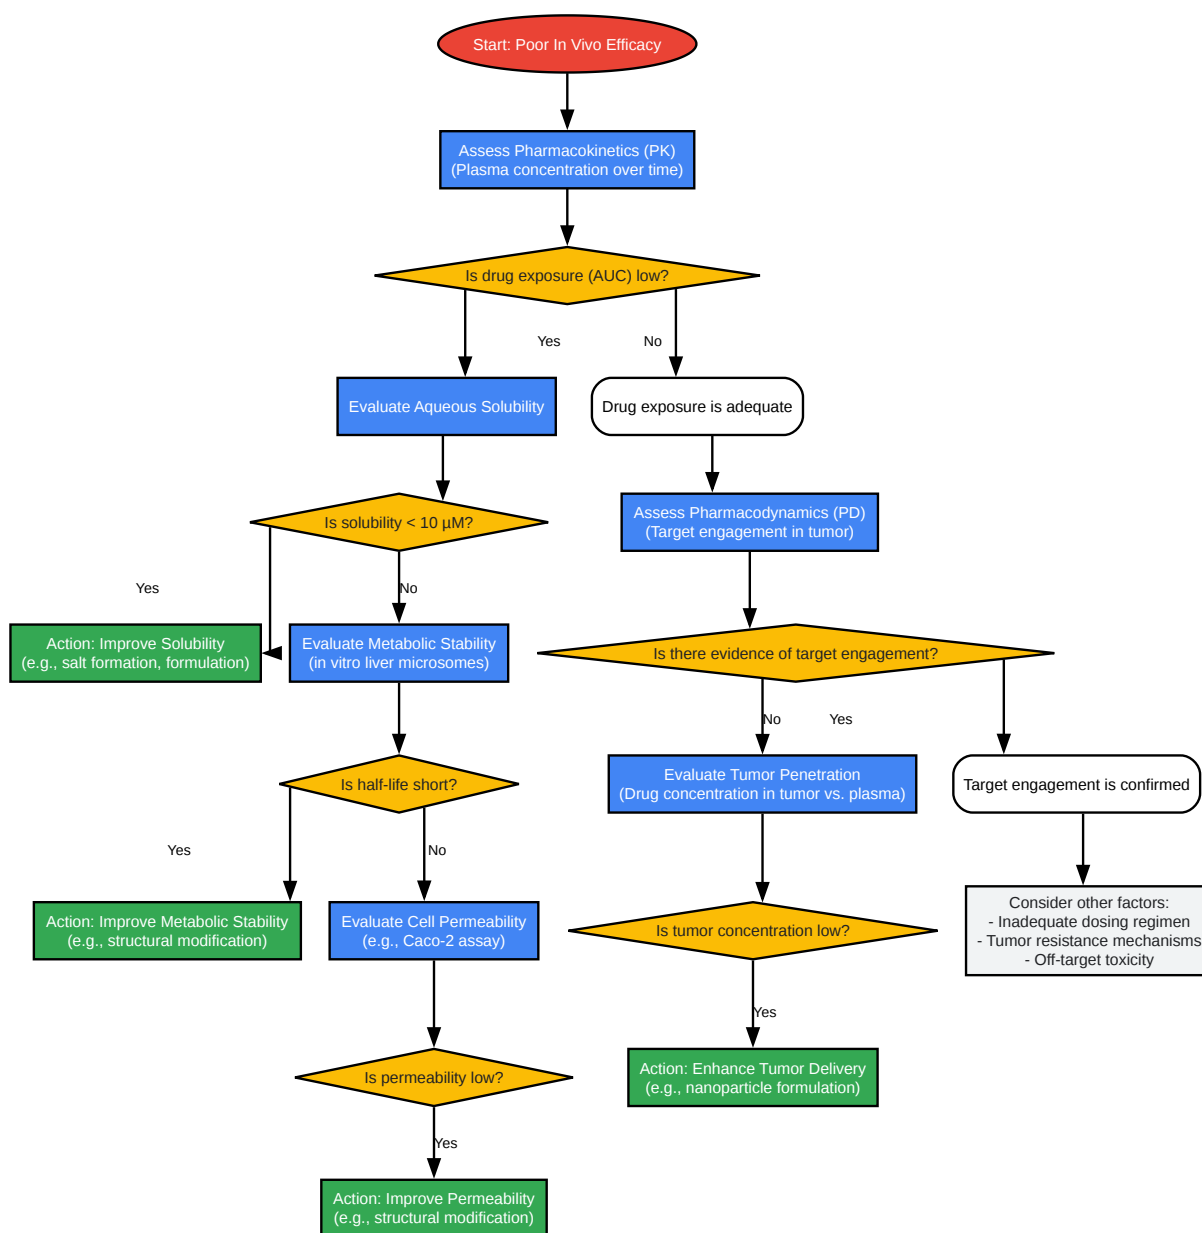 Start: Poor In Vivo Efficacy
Assess Pharmacokinetics (PK)
(Plasma concentration over time)
Is drug exposure (AUC) low?
Yes
No
Evaluate Aqueous Solubility
Drug exposure is adequate
Is solubility < 10 µM?
Assess Pharmacodynamics (PD)
(Target engagement in tumor)
Yes
No
Action: Improve Solubility
(e.g., salt formation, formulation)
Evaluate Metabolic Stability
(in vitro liver microsomes)
Is there evidence of target engagement?
No
Yes
Is half-life short?
Evaluate Tumor Penetration
(Drug concentration in tumor vs. plasma)
Target engagement is confirmed
Yes
No
Action: Improve Metabolic Stability
(e.g., structural modification)
Evaluate Cell Permeability
(e.g., Caco-2 assay)
Is tumor concentration low?
Consider other factors:
- Inadequate dosing regimen
- Tumor resistance mechanisms
- Off-target toxicity
Yes
Is permeability low?
Action: Enhance Tumor Delivery
(e.g., nanoparticle formulation)
Yes
Action: Improve Permeability
(e.g., structural modification)